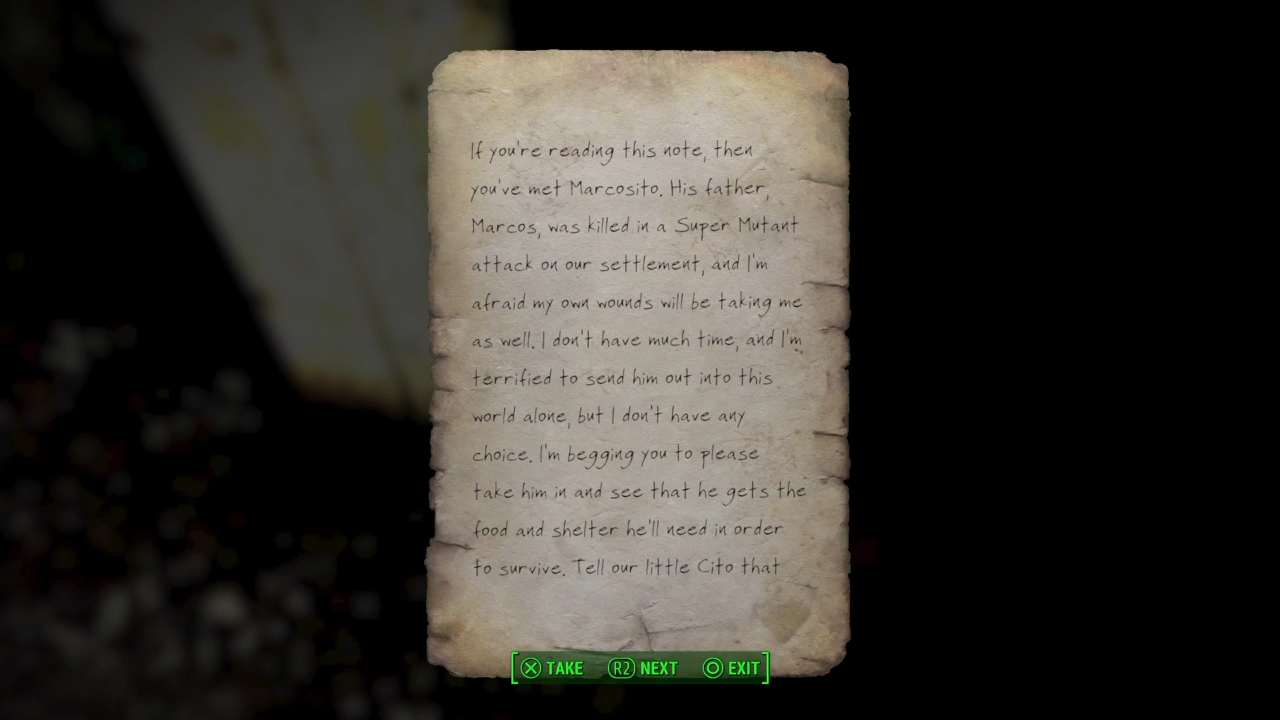 If you're reading this note, then
you've met Marcosito. His father,
Marcos, was killed in a Super Mutant
attack on our settlement, and I'm
afraid my own wounds will be taking me
as well. I don't have much time, and I'm
terrified to send him out into this
world alone, but I don't have any
choice. I'm begging you to please
take him in and see that he gets the
food and shelter he'll need in order
to survive. Tell our little Cito that
TAKE R2 NEXT EXIT